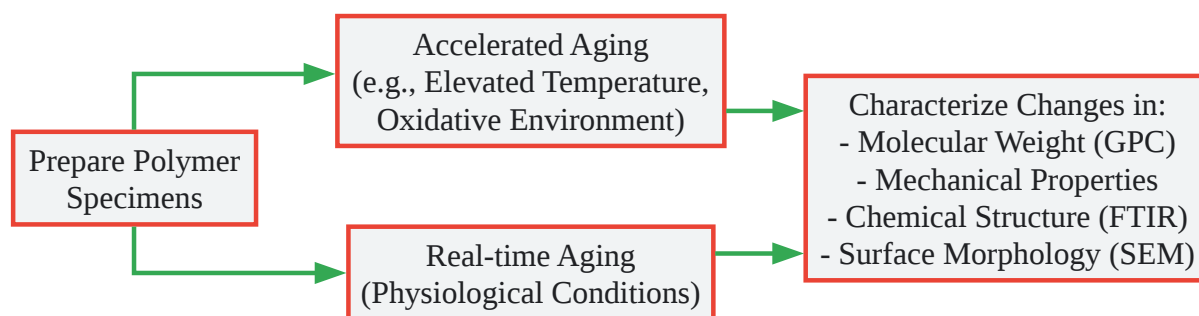 Prepare Polymer
Specimens
Accelerated Aging
(e.g., Elevated Temperature,
Oxidative Environment)
Real-time Aging
(Physiological Conditions)
Characterize Changes in:
- Molecular Weight (GPC)
- Mechanical Properties
- Chemical Structure (FTIR)
- Surface Morphology (SEM)